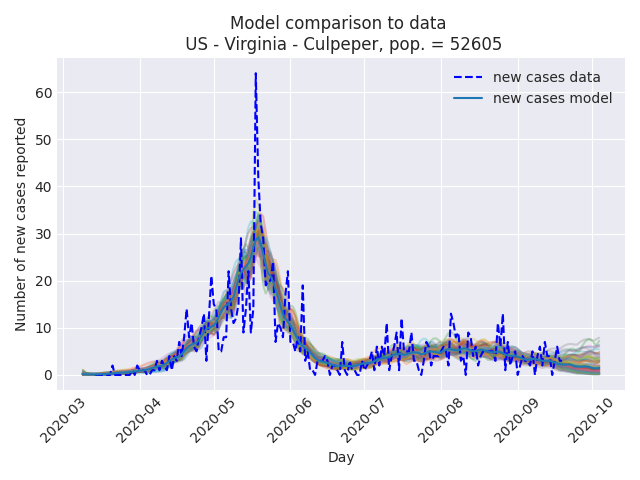 Model comparison to data
US - Virginia - Culpeper, pop. = 52605
new cases data
new cases model
Number of new cases reported
60
50
40
30
20
10
0
2020-03
2020-04
2020-05
2020-06
2020-07
2020-08
2020-09
2020-10
Day